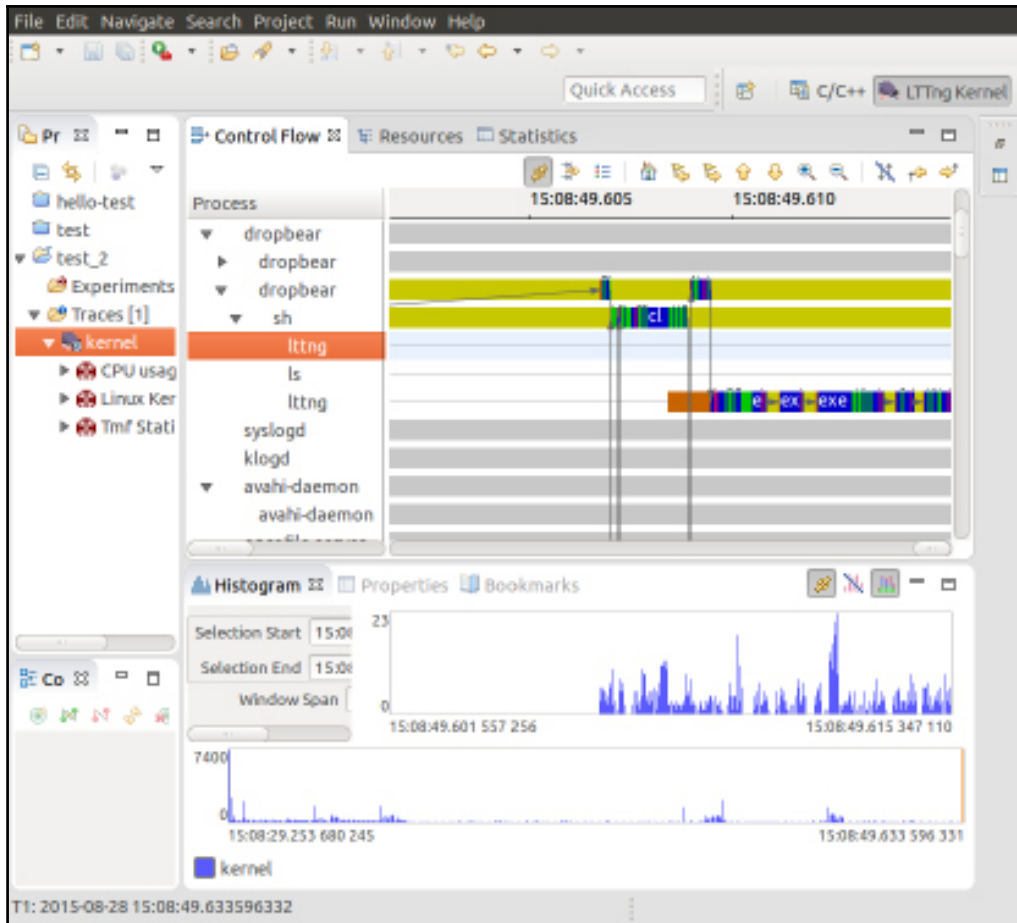 File Edit Navigate Search Project Run Window Help
Quick Access
C/C++
LTTng Kernel
Pr
Control Flow
Resources
Statistics
hello-test
test
test_2
Experiments
Traces [1]
kernel
CPU usag
Linux Ker
Tmf Stati
Process
15:08:49.605
15:08:49.610
dropbear
dropbear
dropbear
sh
cl
lttng
ls
lttng
e ex exe
syslogd
klogd
avahi-daemon
avahi-daemon
Histogram
Properties
Bookmarks
Selection Start 15:08
Selection End 15:08
Window Span
23
0
15:08:49.601 557 256
15:08:49.615 347 110
Co
7400
0
15:08:29.253 680 245
15:08:49.633 596 331
kernel
T1: 2015-08-28 15:08:49.633596332